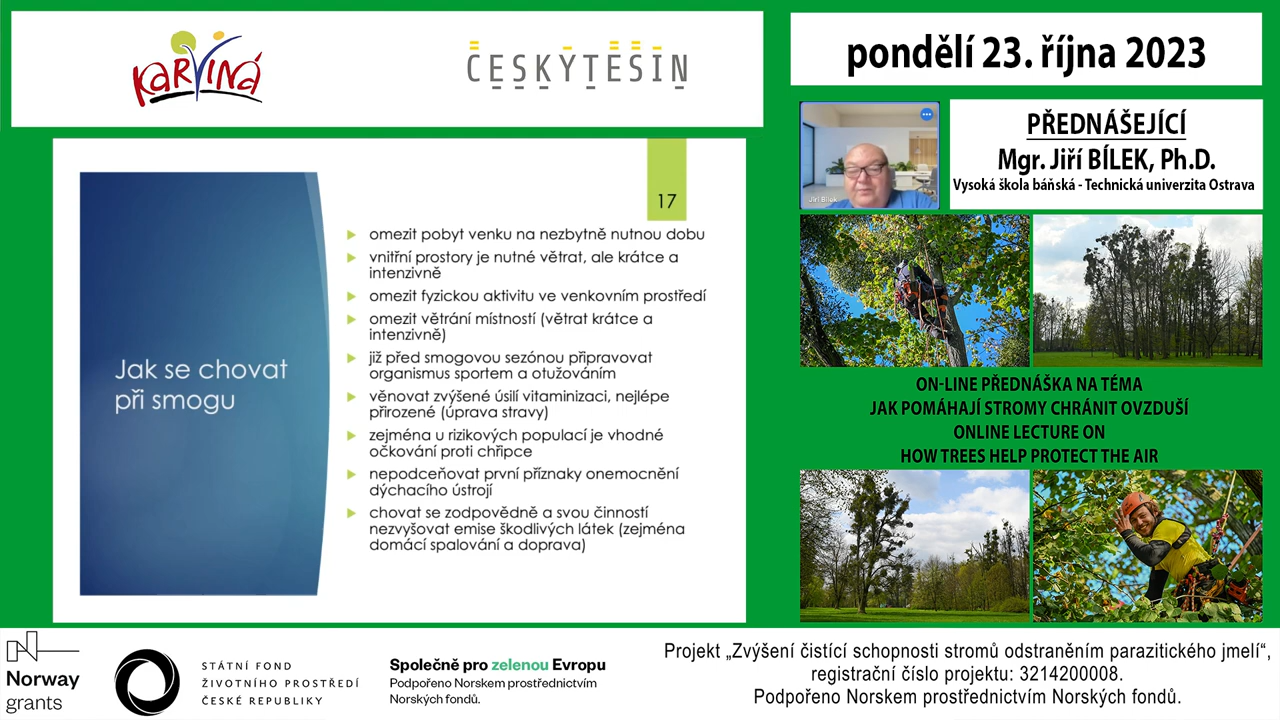 Karviná
ČESKÝ TĚŠÍN
pondělí 23. října 2023
PŘEDNÁŠEJÍCÍ
Mgr. Jiří BÍLEK, Ph.D.
Vysoká škola báňská - Technická univerzita Ostrava
Jiří Bílek
17
Jak se chovat
při smogu
omezit pobyt venku na nezbytně nutnou dobu
vnitřní prostory je nutné větrat, ale krátce a
intenzivně
omezit fyzickou aktivitu ve venkovním prostředí
omezit větrání místností (větrat krátce a
intenzivně)
již před smogovou sezónou připravovat
organismus sportem a otužováním
věnovat zvýšené úsilí vitaminizaci, nejlépe
přirozené (úprava stravy)
zejména u rizikových populací je vhodné
očkování proti chřipce
nepodceňovat první příznaky onemocnění
dýchacího ústrojí
chovat se zodpovědně a svou činností
nezvyšovat emise škodlivých látek (zejména
domácí spalování a doprava)
ON-LINE PŘEDNÁŠKA NA TÉMA
JAK POMÁHAJÍ STROMY CHRÁNIT OVZDUŠÍ
ONLINE LECTURE ON
HOW TREES HELP PROTECT THE AIR
Norway
grants
STÁTNÍ FOND
ŽIVOTNÍHO PROSTŘEDÍ
ČESKÉ REPUBLIKY
Společně pro zelenou Evropu
Podpořeno Norskem prostřednictvím
Norských fondů.
Projekt „Zvýšení čistící schopnosti stromů odstraněním parazitického jmelí“,
registrační číslo projektu: 3214200008.
Podpořeno Norskem prostřednictvím Norských fondů.